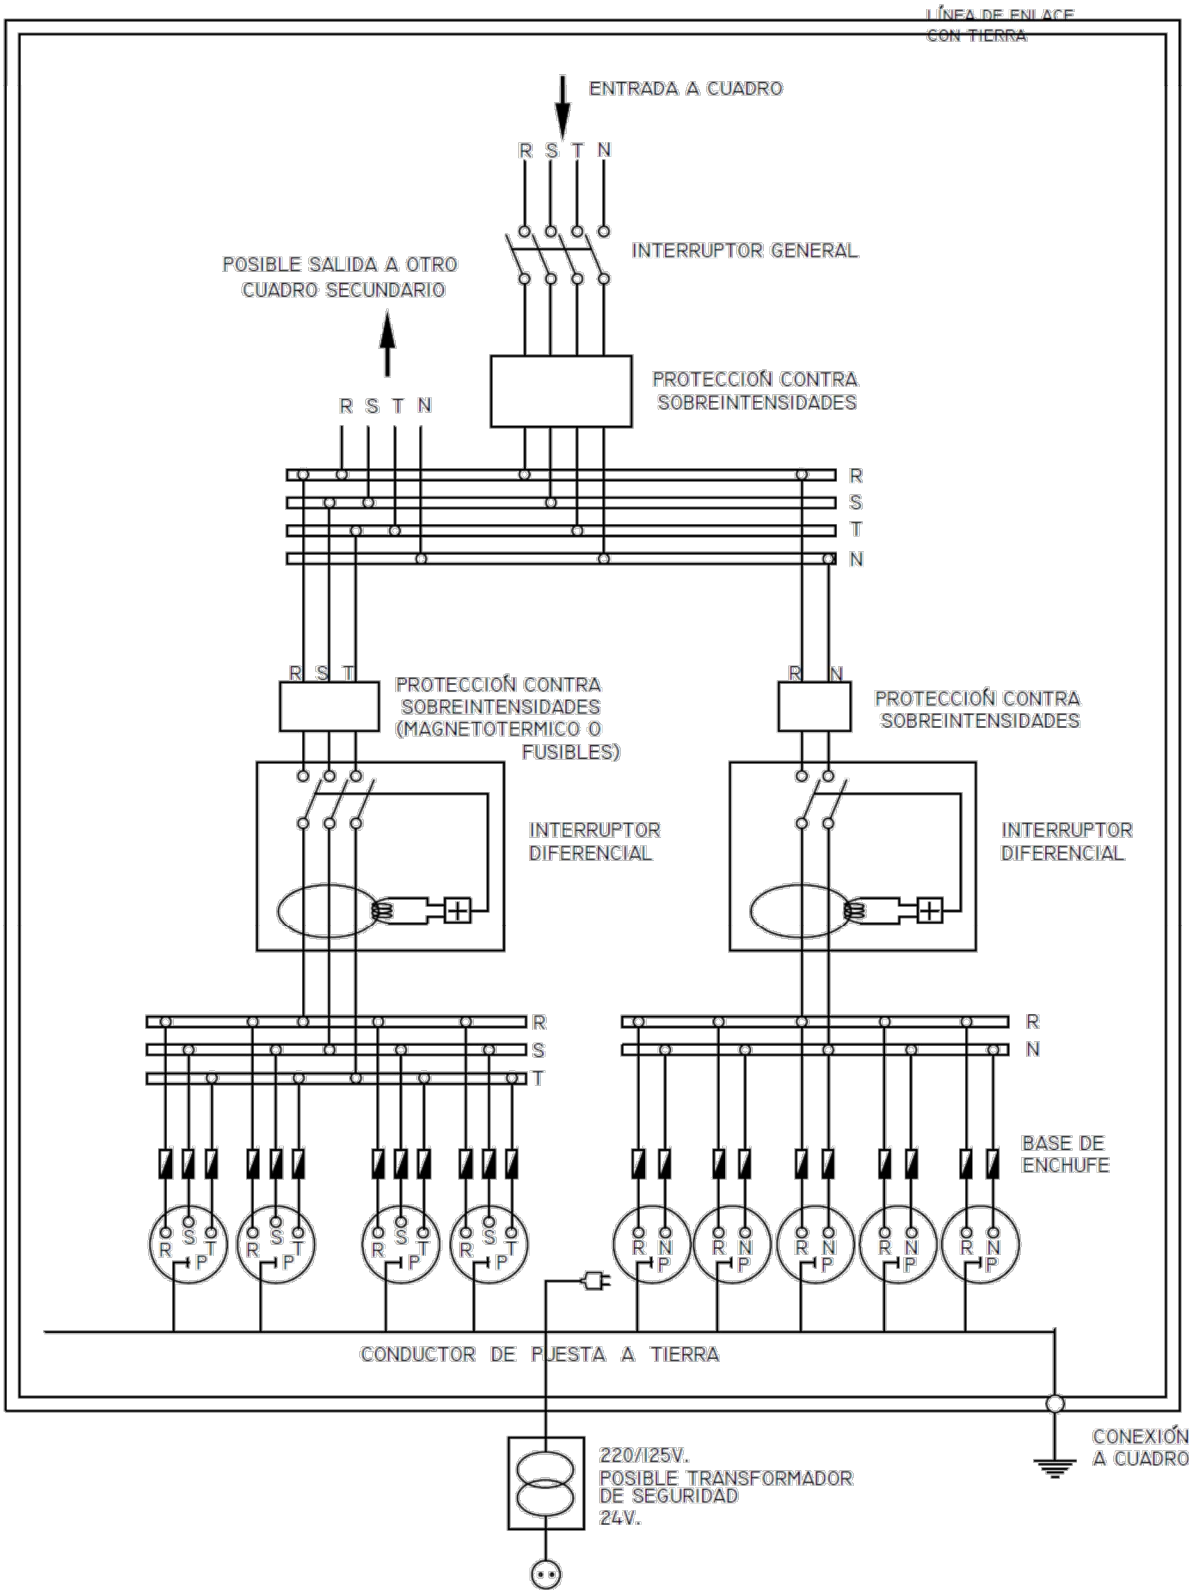 LÍNEA DE ENLACE
CON TIERRA
ENTRADA A CUADRO
R S T N
INTERRUPTOR GENERAL
POSIBLE SALIDA A OTRO
CUADRO SECUNDARIO
PROTECCIÓN CONTRA
SOBREINTENSIDADES
R S T N
R
S
T
N
R S T
PROTECCIÓN CONTRA
SOBREINTENSIDADES
(MAGNETOTERMICO O
FUSIBLES)
R N
PROTECCIÓN CONTRA
SOBREINTENSIDADES
INTERRUPTOR
DIFERENCIAL
INTERRUPTOR
DIFERENCIAL
R
S
T
R
N
BASE DE
ENCHUFE
R S T P
R S T P
R S T P
R S T P
R N P
R N P
R N P
R N P
R N P
CONDUCTOR DE PUESTA A TIERRA
CONEXIÓN
A CUADRO
220/125V.
POSIBLE TRANSFORMADOR
DE SEGURIDAD
24V.